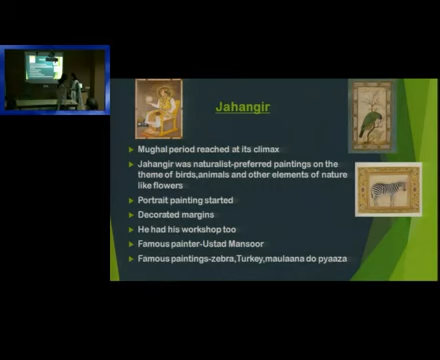 Jahangir
Mughal period reached at its climax
Jahangir was naturalist-preferred paintings on the
theme of birds,animals and other elements of nature
like flowers
Portrait painting started
Decorated margins
He had his workshop too
Famous painter-Ustad Mansoor
Famous paintings-zebra,Turkey,maulaana do pyaaza